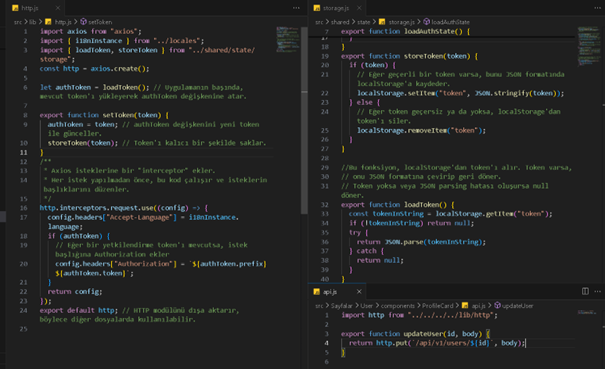 http.js
src > lib > http.js > setToken
1 import axios from "axios";
2 import { i18nInstance } from "../locales";
3 import { loadToken, storeToken } from "../shared/state/
storage";
4 const http = axios.create();
5
6 let authToken = loadToken(); // Uygulamanın başında,
mevcut token'ı yükleyerek authToken değişkenine atar.
7
8 export function setToken(token) {
9 authToken = token; // authToken değişkenini yeni token
ile günceller.
10 storeToken(token); // Token'ı kalıcı bir şekilde saklar.
11 }
12 /**
13 * Axios isteklerine bir "interceptor" ekler.
14 * Her istek yapılmadan önce, bu kod çalışır ve isteklerin
başlıklarını düzenler.
15 */
16 http.interceptors.request.use((config) => {
17 config.headers["Accept-Language"] = i18nInstance.
language;
18 if (authToken) {
19 // Eğer bir yetkilendirme token'ı mevcutsa, istek
başlığına Authorization ekler
20 config.headers["Authorization"] = `${authToken.prefix}
${authToken.token}`;
21 }
22 return config;
23 });
24 export default http; // HTTP modülünü dışa aktarır,
böylece diğer dosyalarda kullanılabilir.
25
storage.js
src > shared > state > storage.js > loadAuthState
7 export function loadAuthState() {
18 }
19 export function storeToken(token) {
20 if (token) {
21 // Eğer geçerli bir token varsa, bunu JSON formatında
localStorage'a kaydeder.
22 localStorage.setItem("token", JSON.stringify(token));
23 } else {
24 // Eğer token geçersiz ya da yoksa, localStorage'dan
token'ı siler.
25 localStorage.removeItem("token");
26 }
27 }
28
29 //Bu fonksiyon, localStorage'dan token'ı alır. Token varsa,
30 // onu JSON formatına çevirip geri döner.
31 // Token yoksa veya JSON parsing hatası oluşursa null
döner.
32 export function loadToken() {
33 const tokenInString = localStorage.getItem("token");
34 if (!tokenInString) return null;
35 try {
36 return JSON.parse(tokenInString);
37 } catch {
38 return null;
39 }
40 }
api.js
src > Sayfalar > User > components > ProfileCard > api.js > updateUser
1 import http from "../../../../lib/http";
2
3 export function updateUser(id, body) {
4 return http.put(`/api/v1/users/${id}`, body);
5 }
6